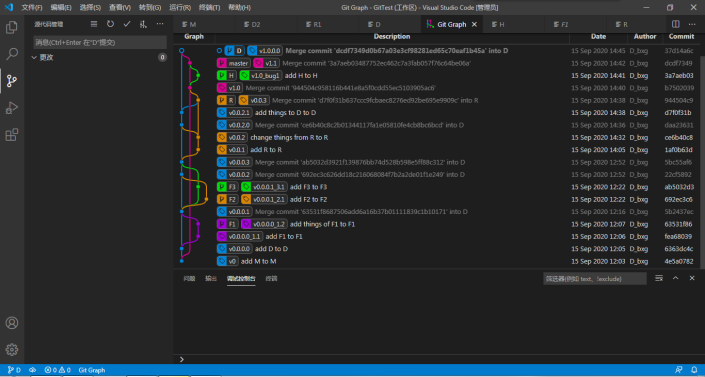 文件(F) 编辑(E) 选择(S) 查看(V) 转到(G) 运行(R) 终端(T) 帮助(H) Git Graph - GitTest (工作区) - Visual Studio Code [管理员]
源代码管理
M D2 R1 D Git Graph H F2 R
消息(Ctrl+Enter 在"D"提交)
更改 0
Graph Description Date Author Commit
D v1.0.0.0 Merge commit 'dcdf7349d0b67a03e3cf98281ed65c70eaf1b45a' into D 15 Sep 2020 14:45 D_bxg 37d14a6c
master v1.1 Merge commit '3a7aeb03487752ec462c7a3fab057f76c64be06a' 15 Sep 2020 14:42 D_bxg dcdf7349
H v1.0_bug1 add H to H 15 Sep 2020 14:41 D_bxg 3a7aeb03
v1.0 Merge commit '944504c95811f6b441e8a5f0cdd55ec5103905ac6' 15 Sep 2020 14:40 D_bxg b7502039
R v0.0.3 Merge commit 'd7f0f31b637ccc9fcbaec8276ed92be695e9909c' into R 15 Sep 2020 14:38 D_bxg 944504c9
v0.0.2.1 add things to D to D 15 Sep 2020 14:38 D_bxg d7f0f31b
v0.0.2.0 Merge commit 'ce6b40c8c2b01344117fa1e05810fe4cb8bc6bcd' into D 15 Sep 2020 14:36 D_bxg daa23631
v0.0.2 change things from R to R 15 Sep 2020 14:32 D_bxg ce6b40c8
v0.0.1 add R to R 15 Sep 2020 14:05 D_bxg 1af0b63d
v0.0.0.3 Merge commit 'ab5032d3921f139876bb74d528b598e5ff88c312' into D 15 Sep 2020 12:52 D_bxg 5bc55af6
v0.0.0.2 Merge commit '692ec3c626dd18c216068084f7b2a2de01f1e249' into D 15 Sep 2020 12:52 D_bxg 22cf5892
F3 v0.0.0.1_3.1 add F3 to F3 15 Sep 2020 12:22 D_bxg ab5032d3
F2 v0.0.0.1_2.1 add F2 to F2 15 Sep 2020 12:22 D_bxg 692ec3c6
v0.0.0.1 Merge commit '63531f8687506add6a16b37b01111839c1b10171' into D 15 Sep 2020 12:16 D_bxg 5b2437ec
F1 v0.0.0.0_1.2 add things of F1 to F1 15 Sep 2020 12:07 D_bxg 63531f86
v0.0.0.0_1.1 add F1 to F1 15 Sep 2020 12:06 D_bxg fea68039
v0.0.0.0 add D to D 15 Sep 2020 12:05 D_bxg 6363dc4c
v0 add M to M 15 Sep 2020 12:03 D_bxg 4e5a0782
问题 输出 调试控制台 终端 筛选器(例如 text、!exclude)
D 0 0 Git Graph